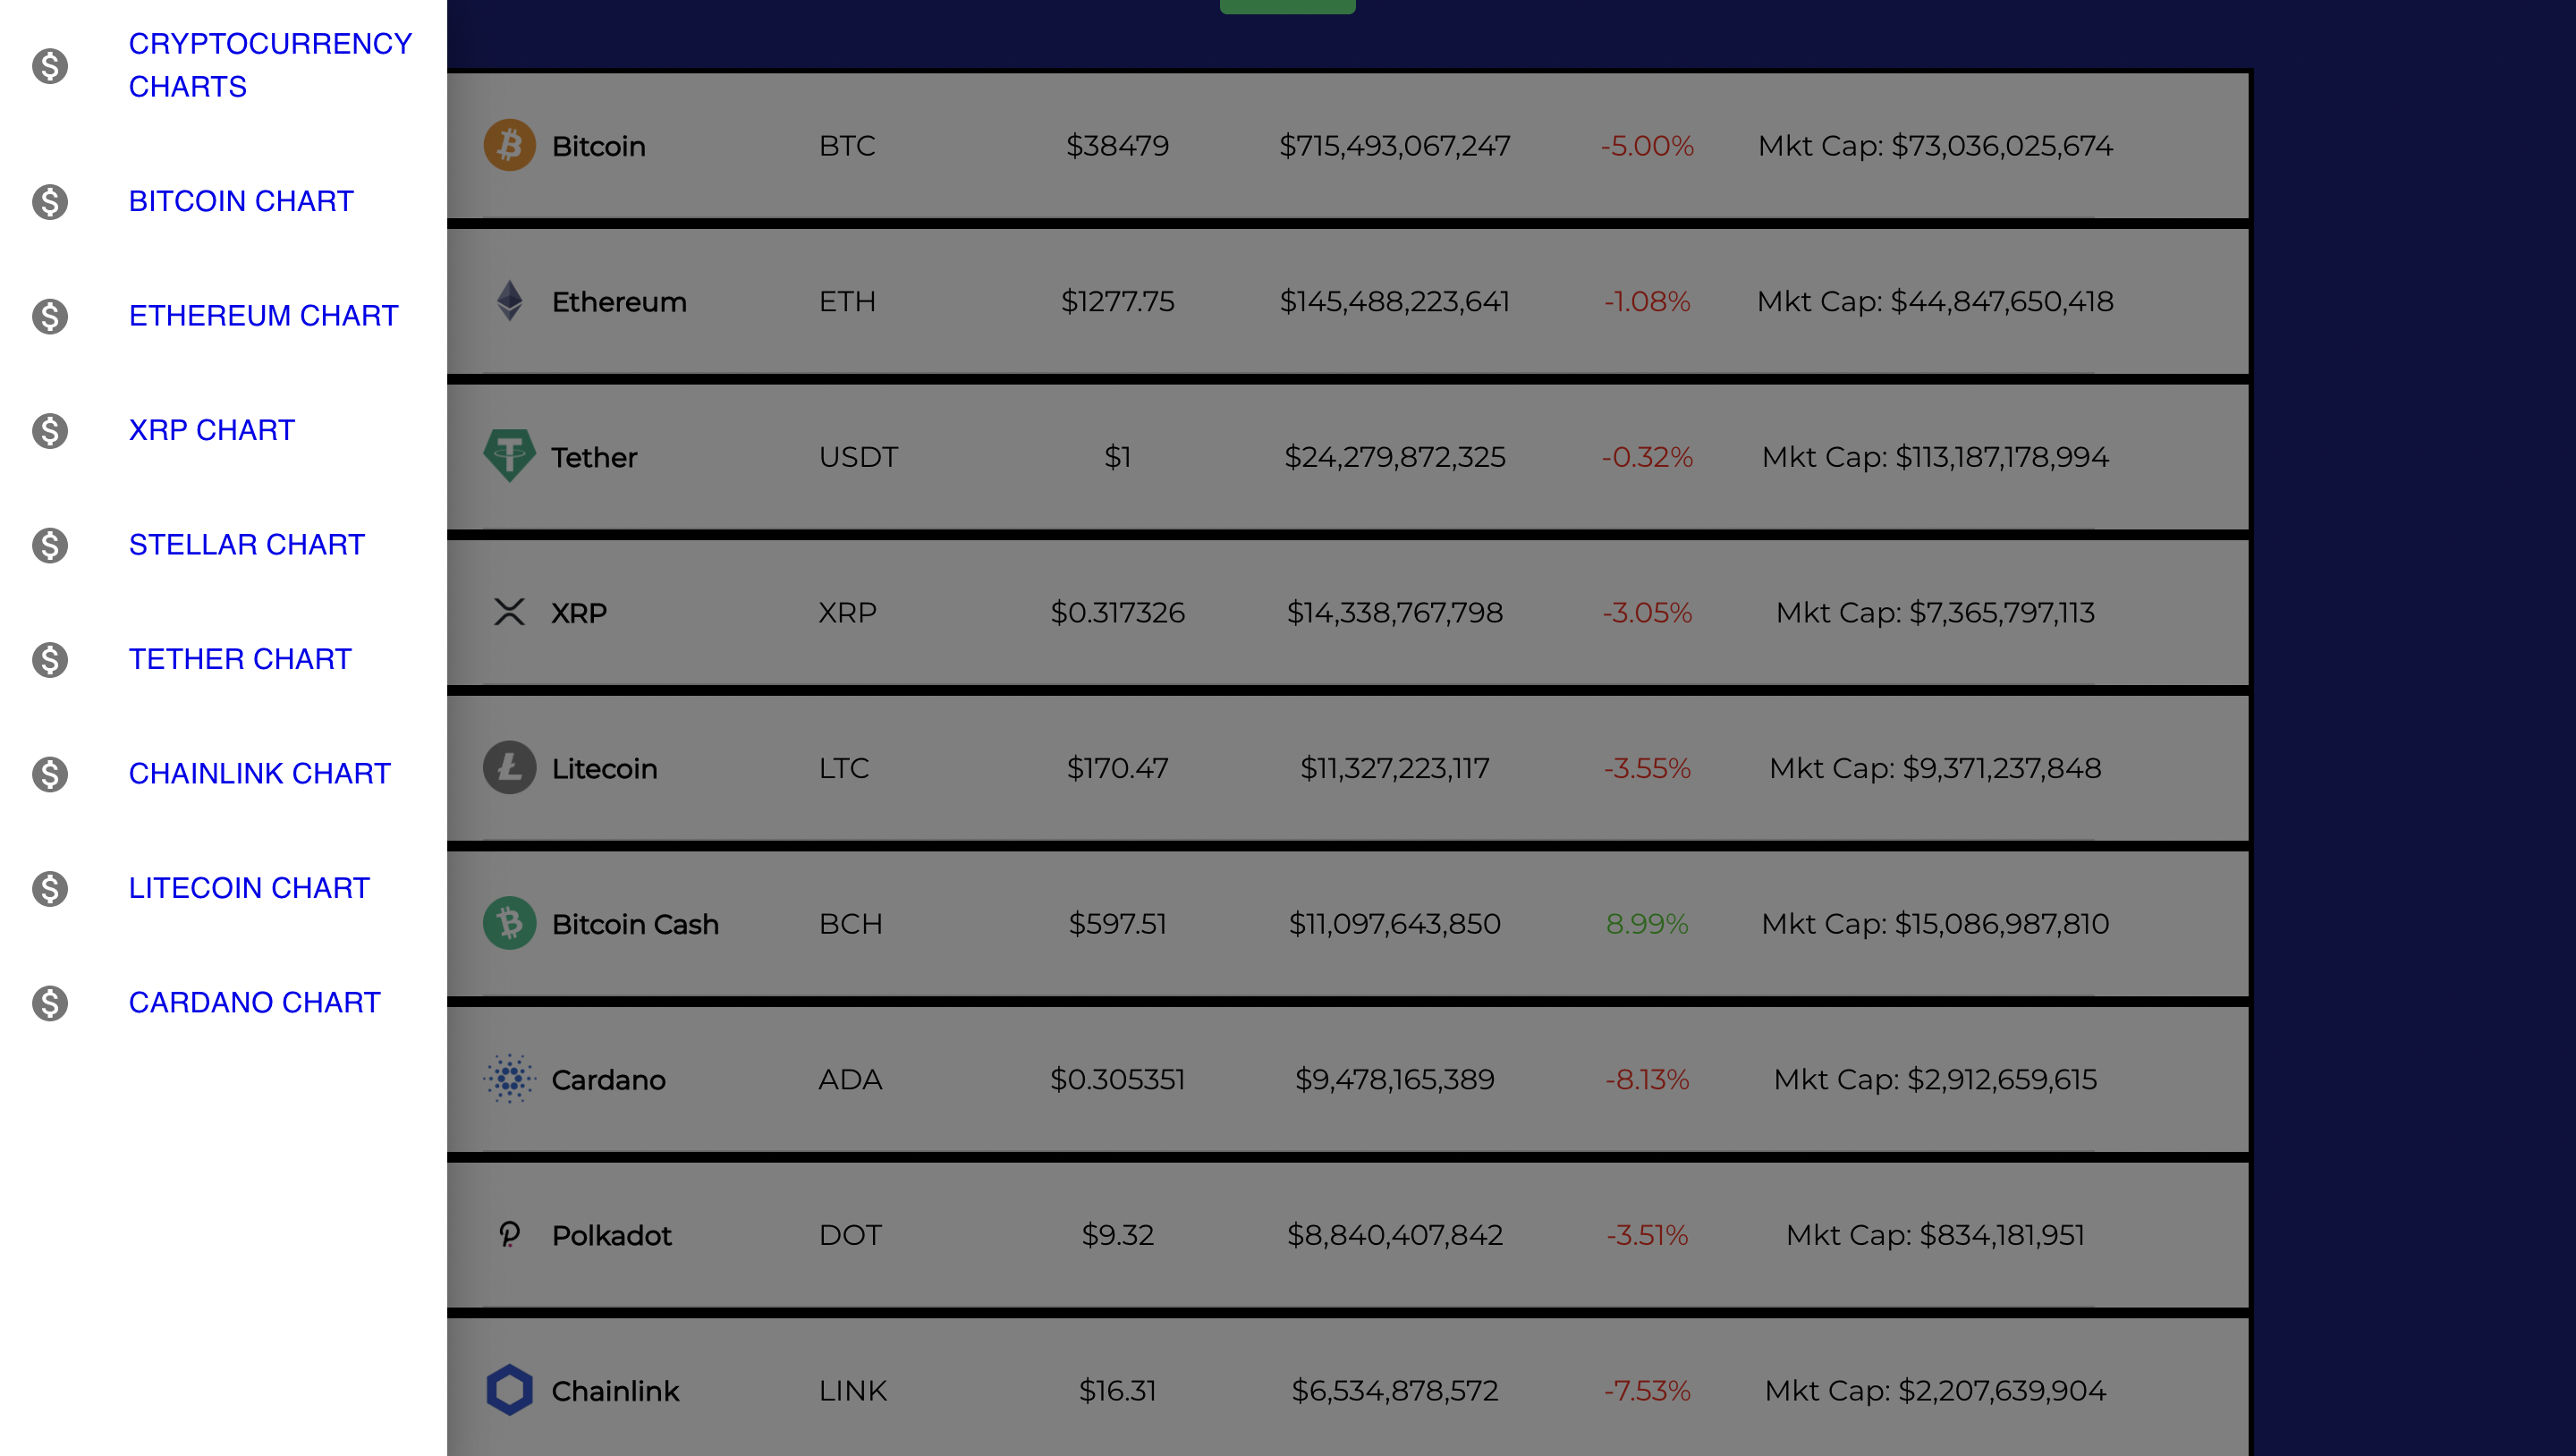 CRYPTOCURRENCY
CHARTS
BITCOIN CHART
ETHEREUM CHART
XRP CHART
STELLAR CHART
TETHER CHART
CHAINLINK CHART
LITECOIN CHART
CARDANO CHART
Bitcoin BTC $38479 $715,493,067,247 -5.00% Mkt Cap: $73,036,025,674
Ethereum ETH $1277.75 $145,488,223,641 -1.08% Mkt Cap: $44,847,650,418
Tether USDT $1 $24,279,872,325 -0.32% Mkt Cap: $113,187,178,994
XRP XRP $0.317326 $14,338,767,798 -3.05% Mkt Cap: $7,365,797,113
Litecoin LTC $170.47 $11,327,223,117 -3.55% Mkt Cap: $9,371,237,848
Bitcoin Cash BCH $597.51 $11,097,643,850 8.99% Mkt Cap: $15,086,987,810
Cardano ADA $0.305351 $9,478,165,389 -8.13% Mkt Cap: $2,912,659,615
Polkadot DOT $9.32 $8,840,407,842 -3.51% Mkt Cap: $834,181,951
Chainlink LINK $16.31 $6,534,878,572 -7.53% Mkt Cap: $2,207,639,904